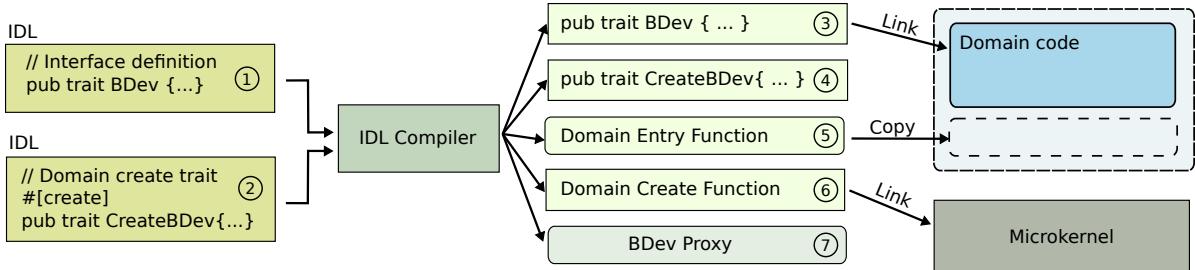 IDL
// Interface definition
pub trait BDev {...}
1
IDL
// Domain create trait
#[create]
pub trait CreateBDev{...}
2
IDL Compiler
pub trait BDev { ... }
3
pub trait CreateBDev{ ... }
4
Domain Entry Function
5
Domain Create Function
6
BDev Proxy
7
Link
Copy
Link
Domain code
Microkernel